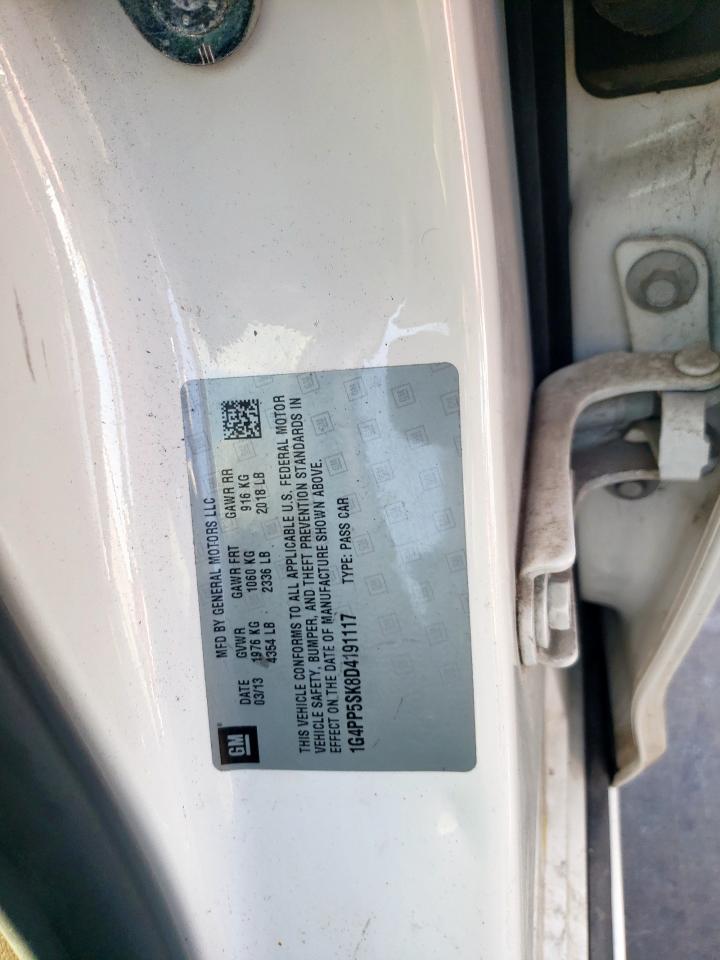 GM
MFD BY GENERAL MOTORS LLC
DATE GVWR GAWR FRT GAWR RR
03/13 1976 KG 1060 KG 916 KG
4354 LB 2336 LB 2018 LB
THIS VEHICLE CONFORMS TO ALL APPLICABLE U.S. FEDERAL MOTOR
VEHICLE SAFETY, BUMPER, AND THEFT PREVENTION STANDARDS IN
EFFECT ON THE DATE OF MANUFACTURE SHOWN ABOVE.
1G4PP5SK8D4191117 TYPE: PASS CAR